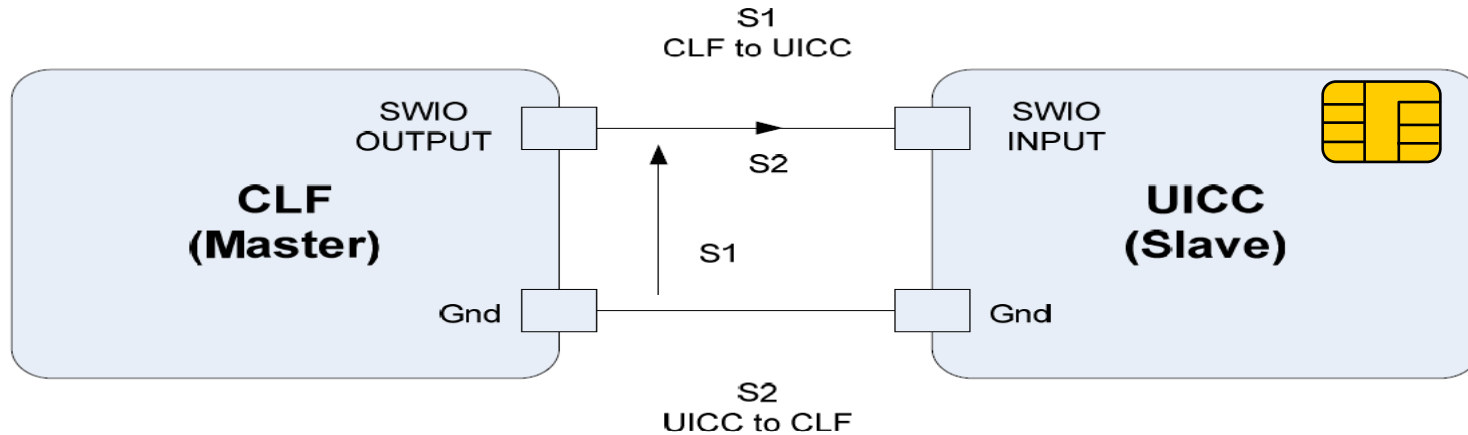 S1
CLF to UICC
SWIO
OUTPUT
SWIO
INPUT
S2
CLF
(Master)
UICC
(Slave)
S1
Gnd
Gnd
S2
UICC to CLF